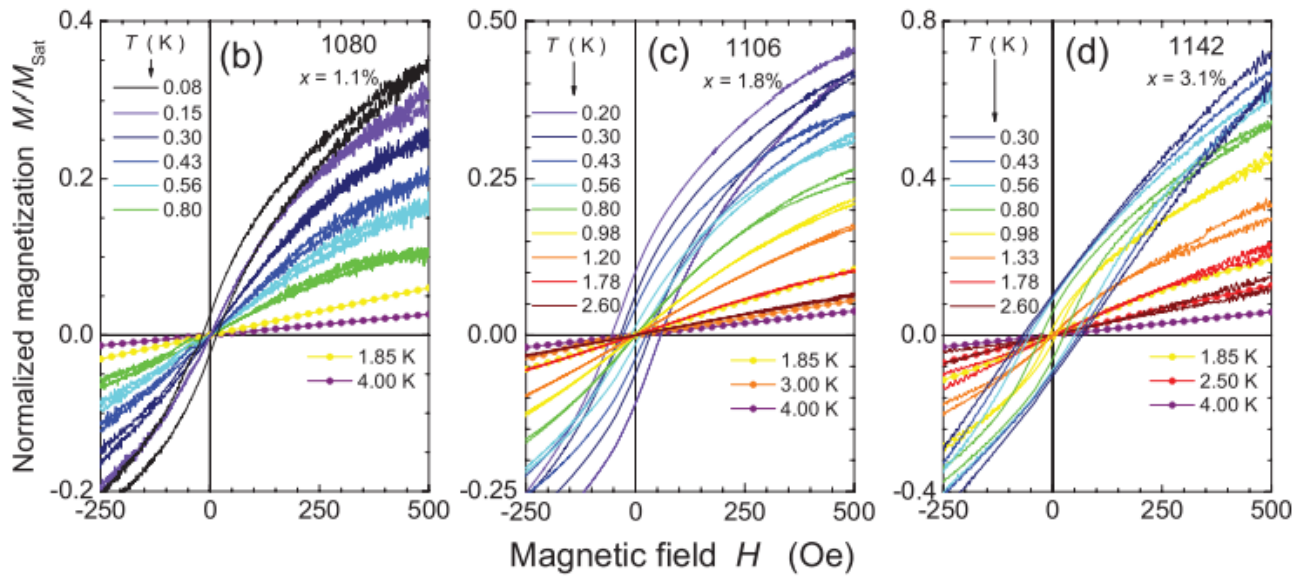 Normalized magnetization M/M_Sat
0.4
0.2
0.0
-0.2
T (K)
(b)
1080
x = 1.1%
0.08
0.15
0.30
0.43
0.56
0.80
1.85 K
4.00 K
-250 0 250 500
0.50
0.25
0.00
-0.25
T (K)
(c)
1106
x = 1.8%
0.20
0.30
0.43
0.56
0.80
0.98
1.20
1.78
2.60
1.85 K
3.00 K
4.00 K
-250 0 250 500
0.8
0.4
0.0
-0.4
T (K)
(d)
1142
x = 3.1%
0.30
0.43
0.56
0.80
0.98
1.33
1.78
2.60
1.85 K
2.50 K
4.00 K
-250 0 250 500
Magnetic field H (Oe)